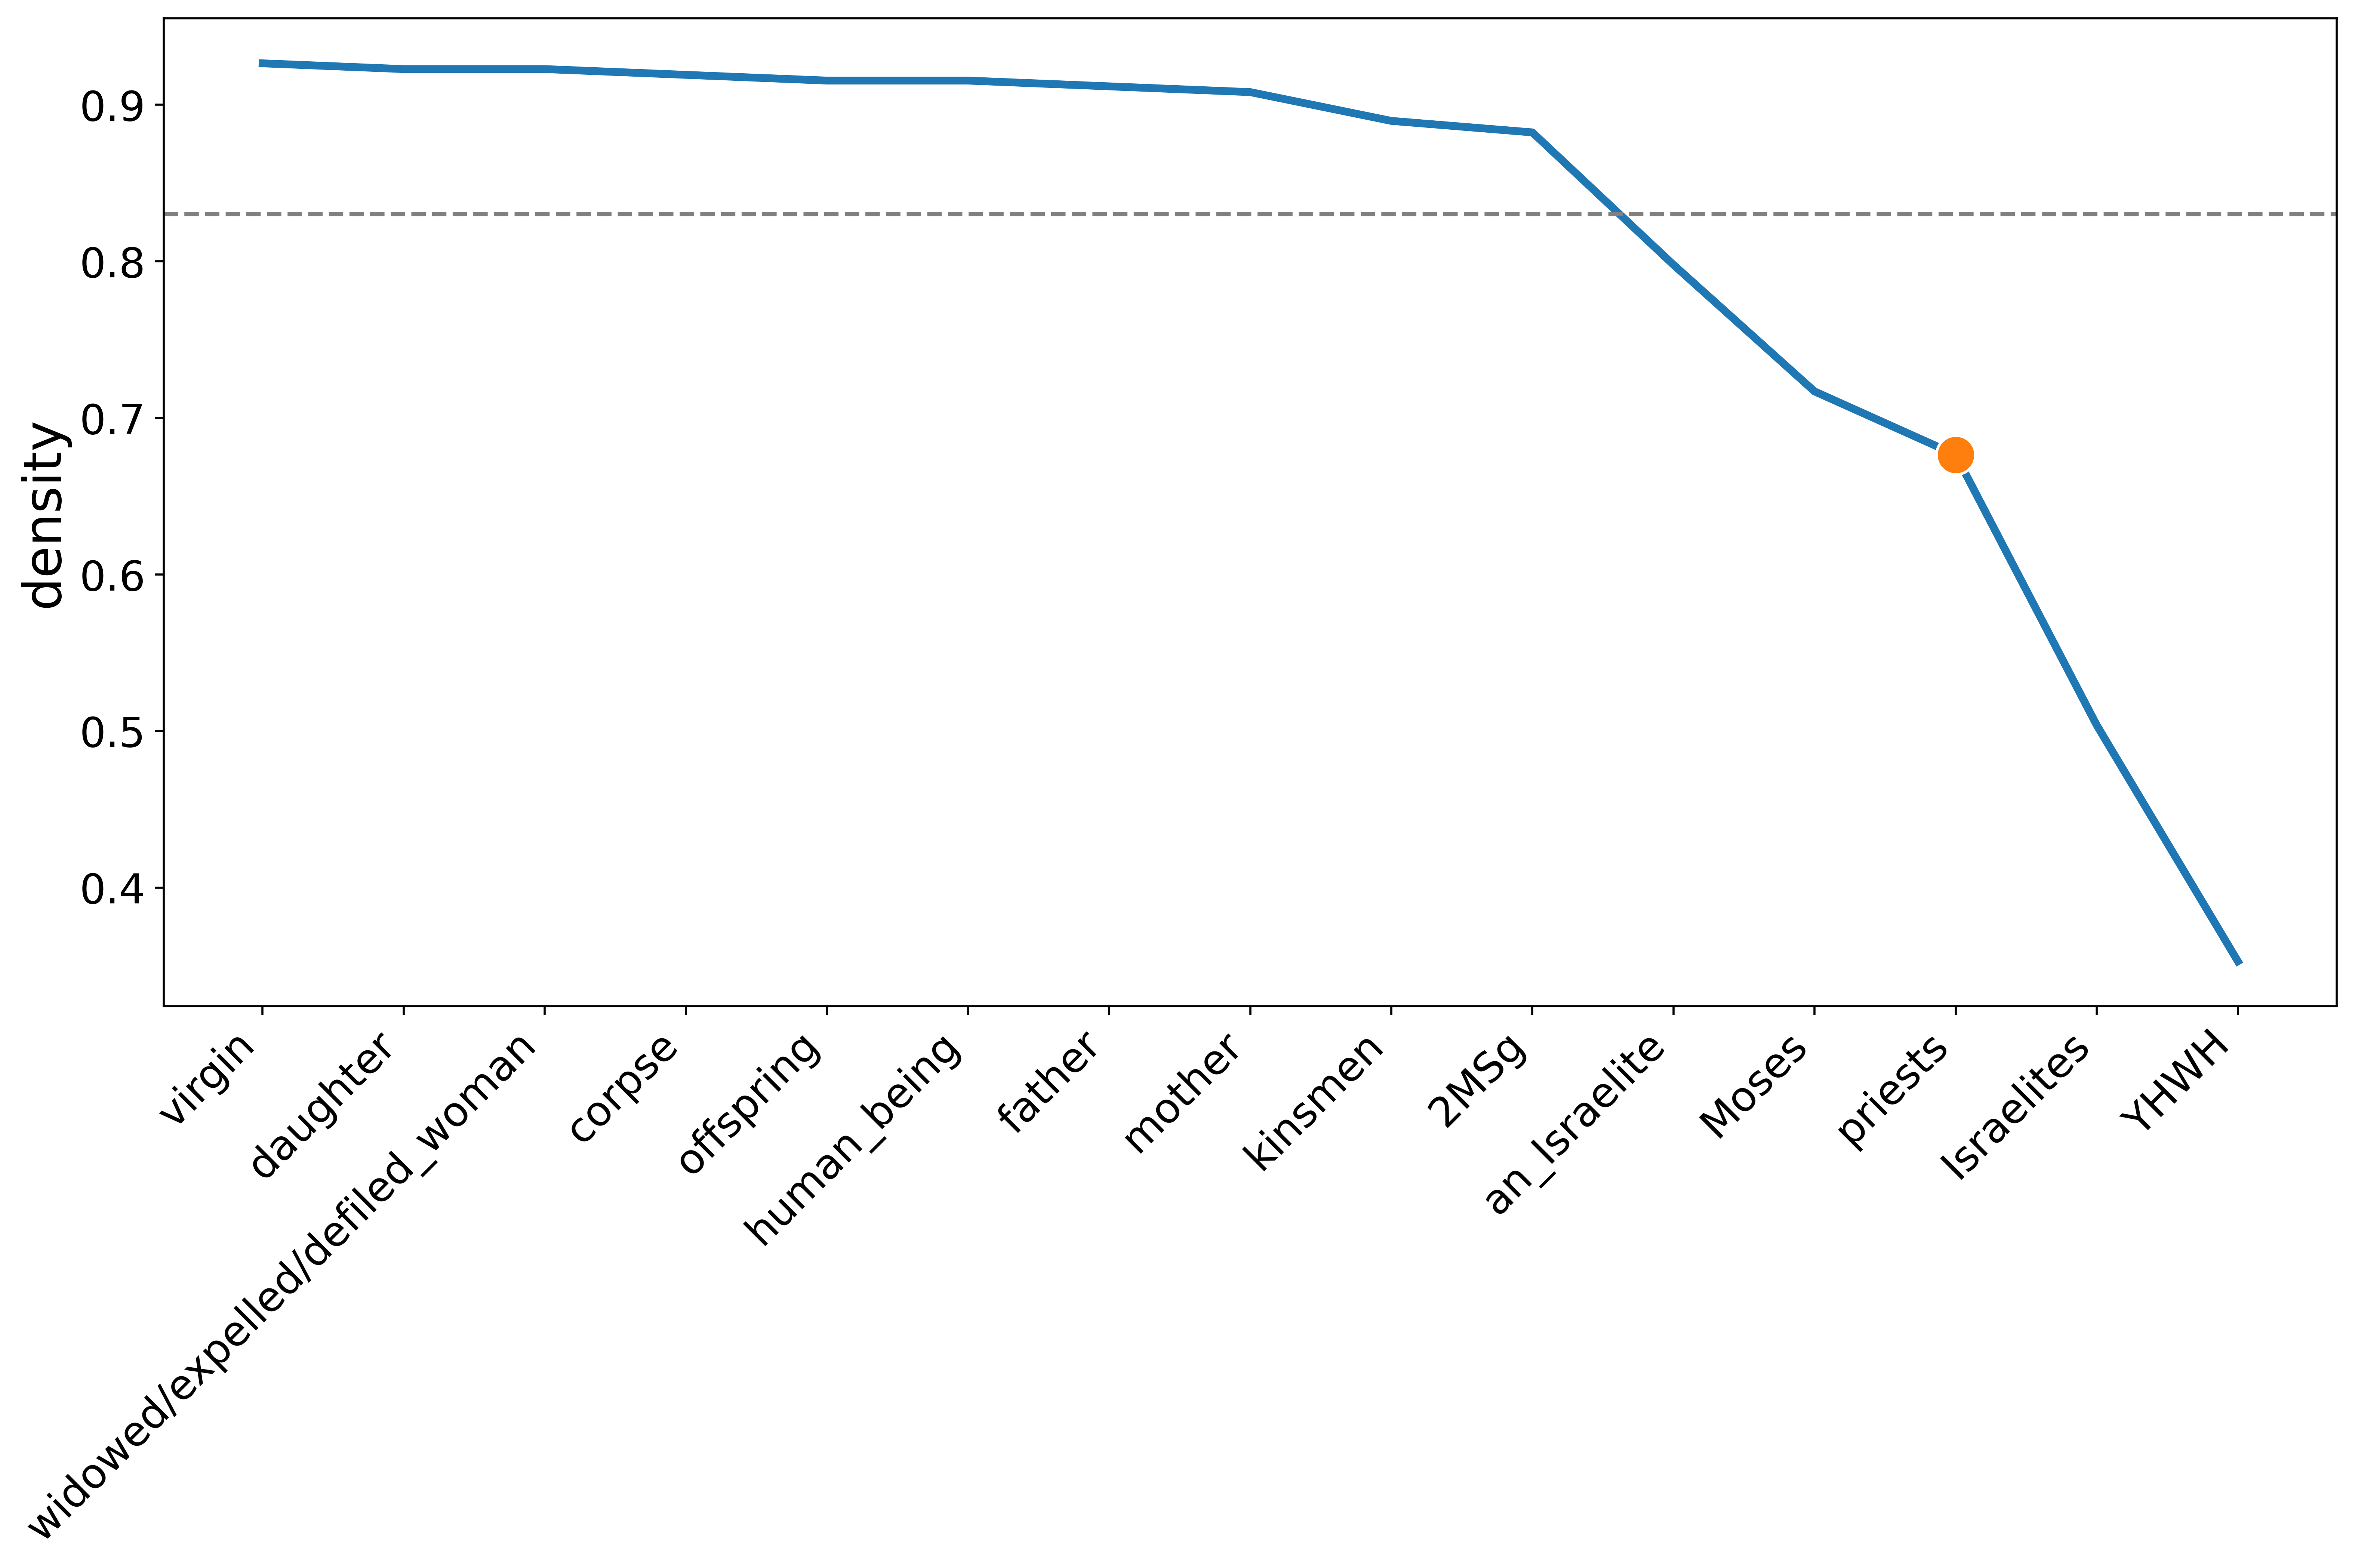 density
0.9
0.8
0.7
0.6
0.5
0.4
virgin
daughter
widowed/expelled/defiled_woman
corpse
offspring
human_being
father
mother
kinsmen
2MSg
an_Israelite
Moses
priests
Israelites
YHWH